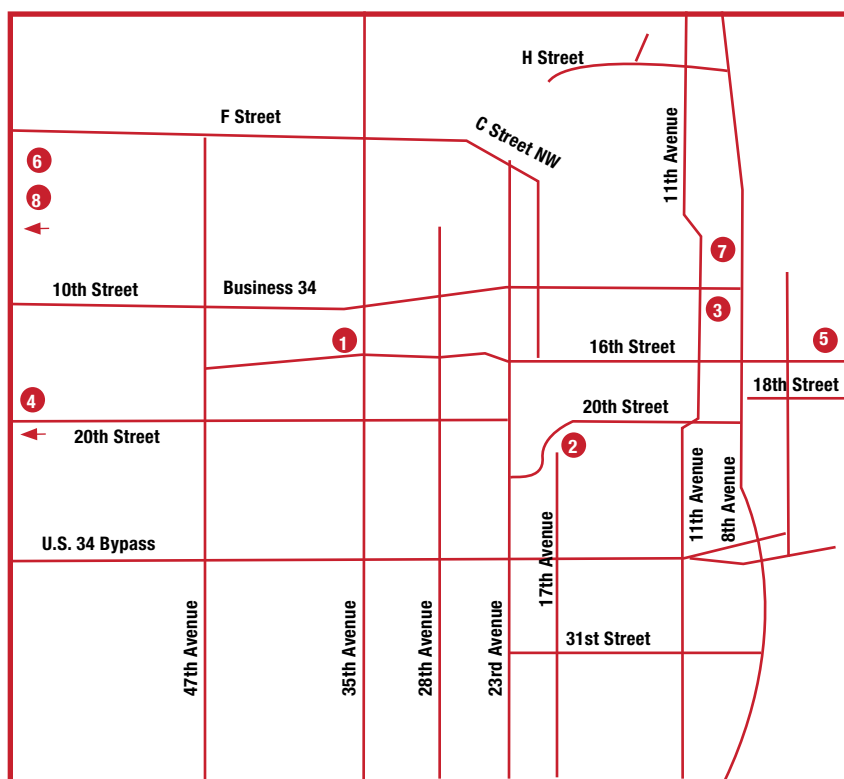 H Street
F Street
C Street NW
11th Avenue
6
8
7
10th Street
Business 34
3
1
16th Street
5
18th Street
4
20th Street
20th Street
2
U.S. 34 Bypass
17th Avenue
11th Avenue
8th Avenue
47th Avenue
35th Avenue
28th Avenue
23rd Avenue
31st Street